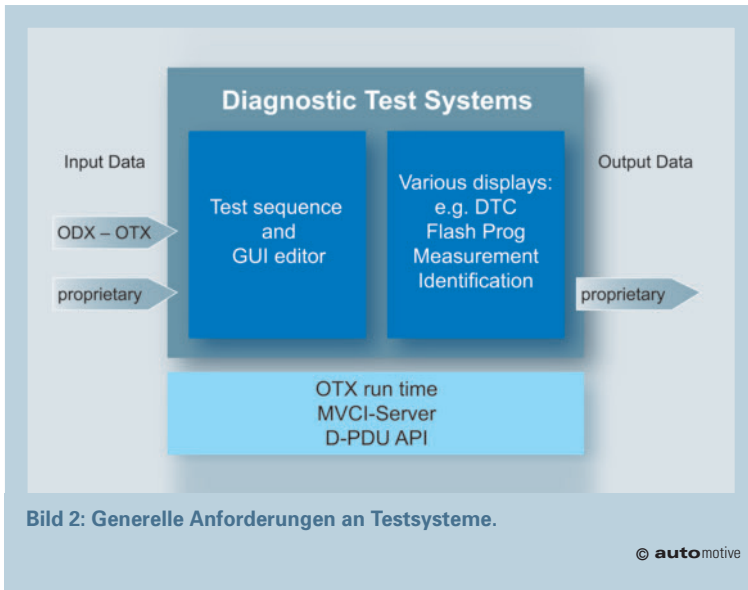 Diagnostic Test Systems
Input Data
ODX – OTX
proprietary
Test sequence
and
GUI editor
Various displays:
e.g. DTC
Flash Prog
Measurement
Identification
Output Data
proprietary
OTX run time
MVCI-Server
D-PDU API
Bild 2: Generelle Anforderungen an Testsysteme.
© automotive